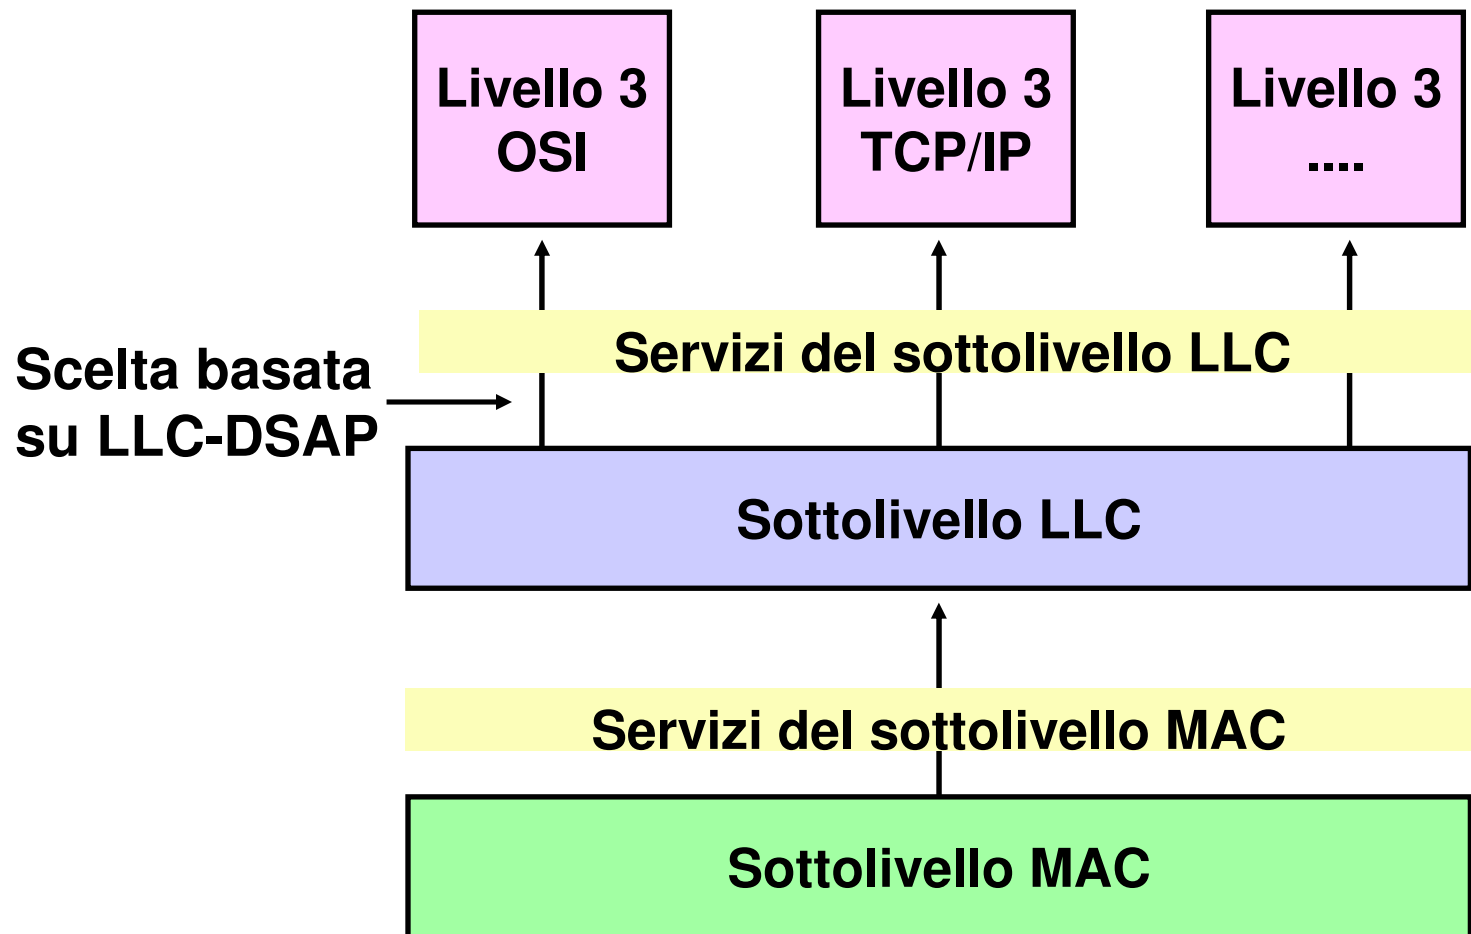 Livello 3
OSI
Livello 3
TCP/IP
Livello 3
....
Servizi del sottolivello LLC
Scelta basata
su LLC-DSAP
Sottolivello LLC
Servizi del sottolivello MAC
Sottolivello MAC